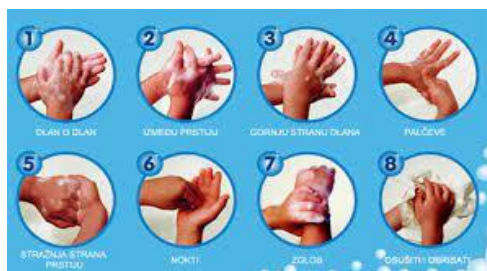 1
2
3
4
DLAN O DLAN
IZMEĐU PRSTIJU
GORNJU STRANU DLANA
PALČEVE
5
6
7
8
STRAŽNJA STRANA
PRSTIJU
NOKTI
ZGLOB
OSUŠITI I OBRISATI